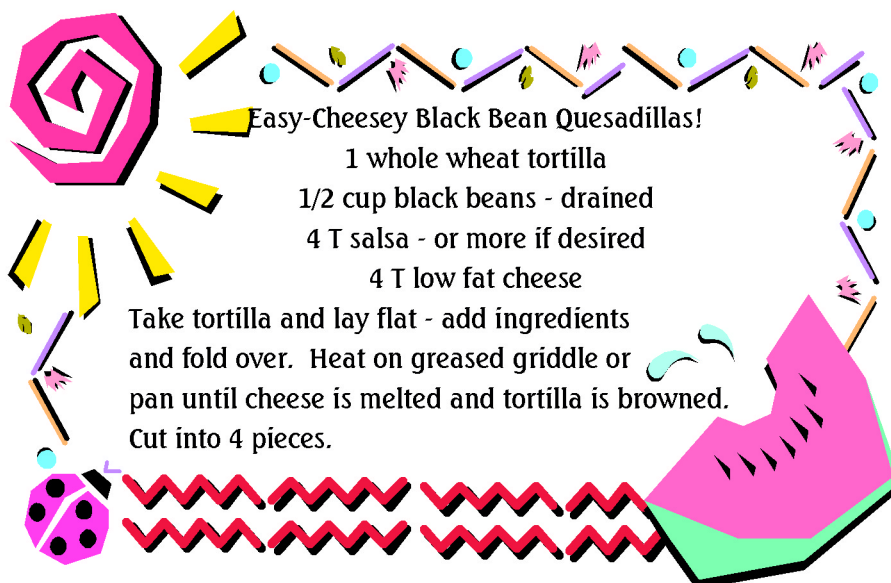 Easy-Cheesey Black Bean Quesadillas!
1 whole wheat tortilla
1/2 cup black beans - drained
4 T salsa - or more if desired
4 T low fat cheese
Take tortilla and lay flat - add ingredients
and fold over. Heat on greased griddle or
pan until cheese is melted and tortilla is browned.
Cut into 4 pieces.